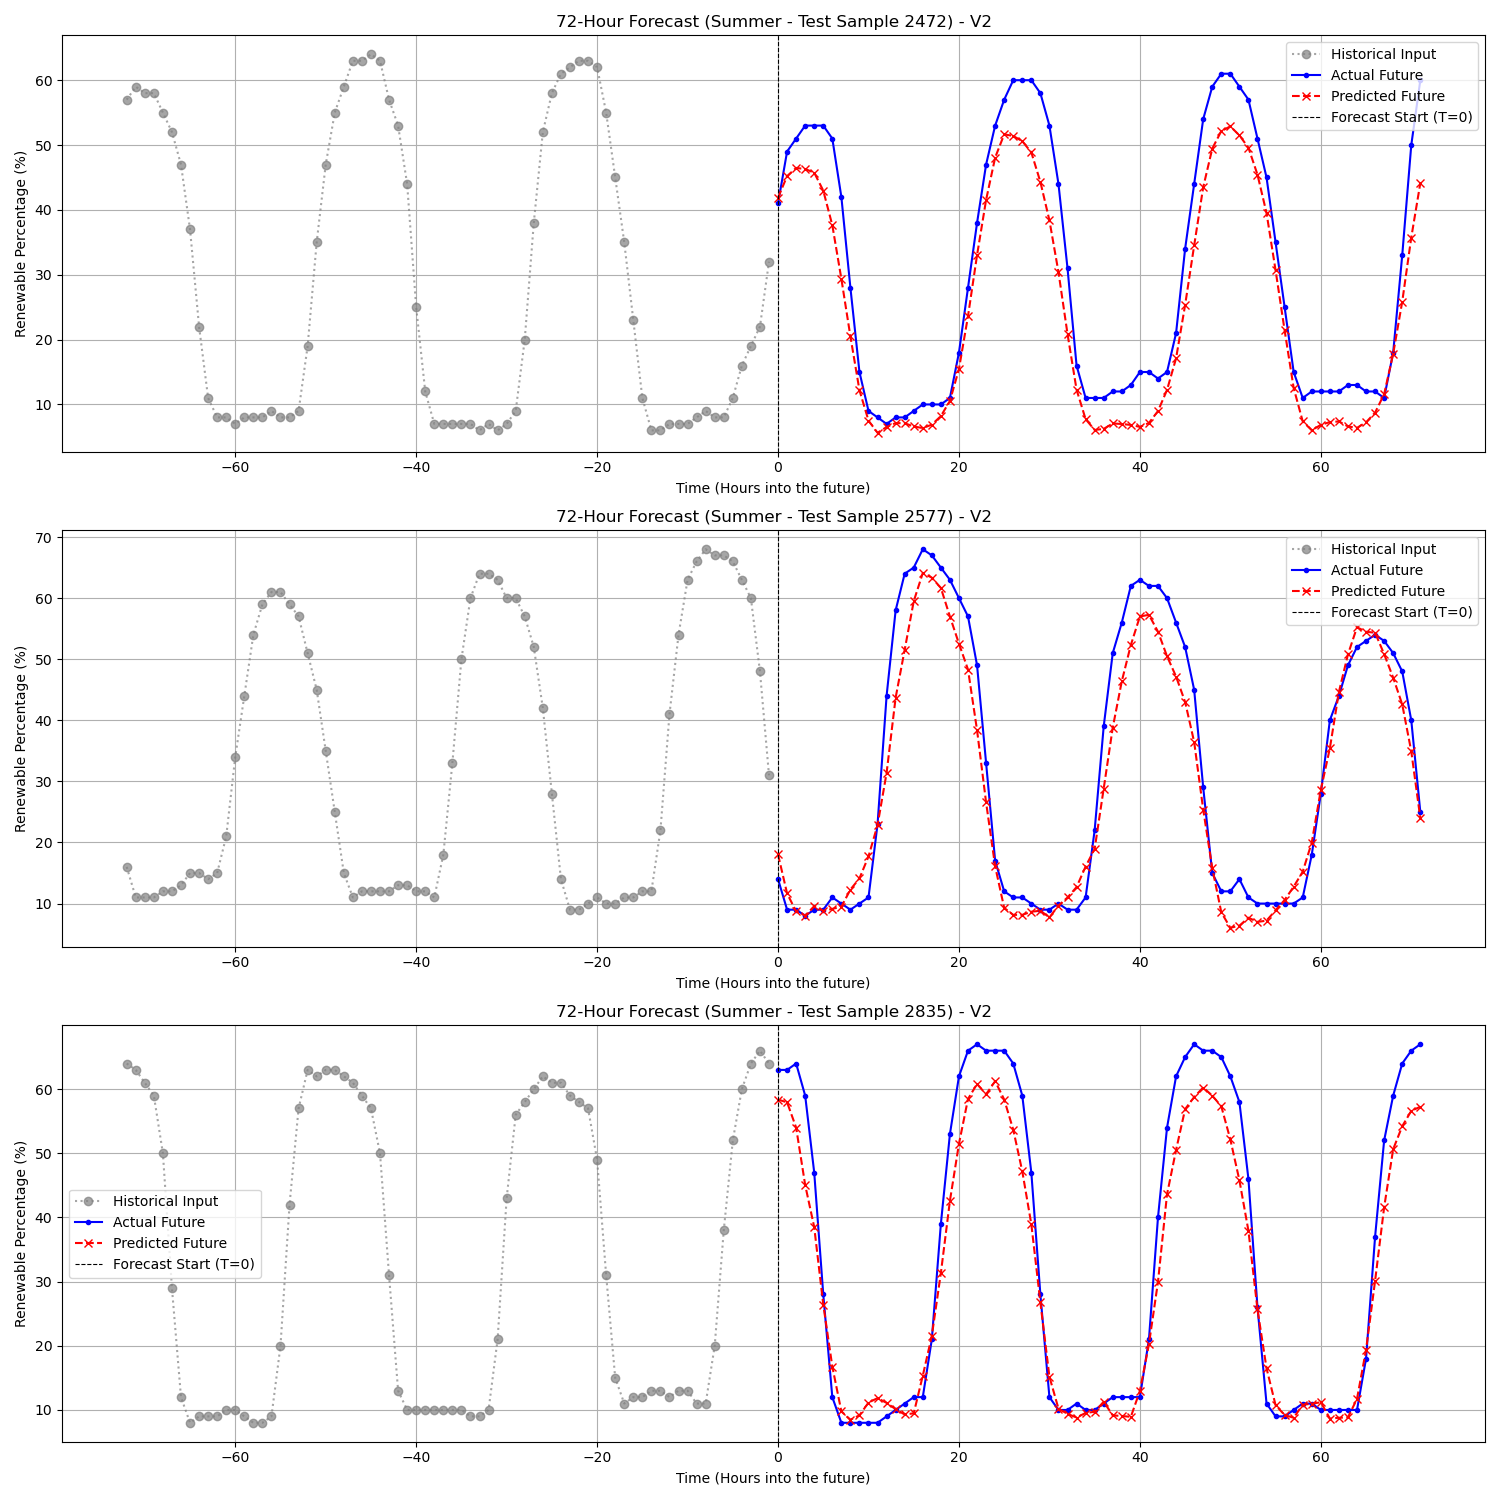 72-Hour Forecast (Summer - Test Sample 2472) - V2
Renewable Percentage (%)
60
50
40
30
20
10
Historical Input
Actual Future
Predicted Future
Forecast Start (T=0)
−60 −40 −20 0 20 40 60
Time (Hours into the future)
72-Hour Forecast (Summer - Test Sample 2577) - V2
Renewable Percentage (%)
70
60
50
40
30
20
10
Historical Input
Actual Future
Predicted Future
Forecast Start (T=0)
−60 −40 −20 0 20 40 60
Time (Hours into the future)
72-Hour Forecast (Summer - Test Sample 2835) - V2
Renewable Percentage (%)
60
50
40
30
20
10
Historical Input
Actual Future
Predicted Future
Forecast Start (T=0)
−60 −40 −20 0 20 40 60
Time (Hours into the future)